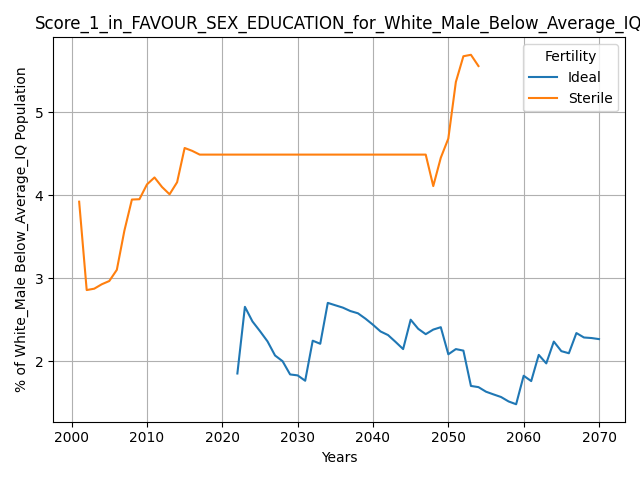 Score_1_in_FAVOUR_SEX_EDUCATION_for_White_Male_Below_Average_IQ
% of White_Male Below_Average_IQ Population
Fertility
Ideal
Sterile
5
4
3
2
2000 2010 2020 2030 2040 2050 2060 2070
Years